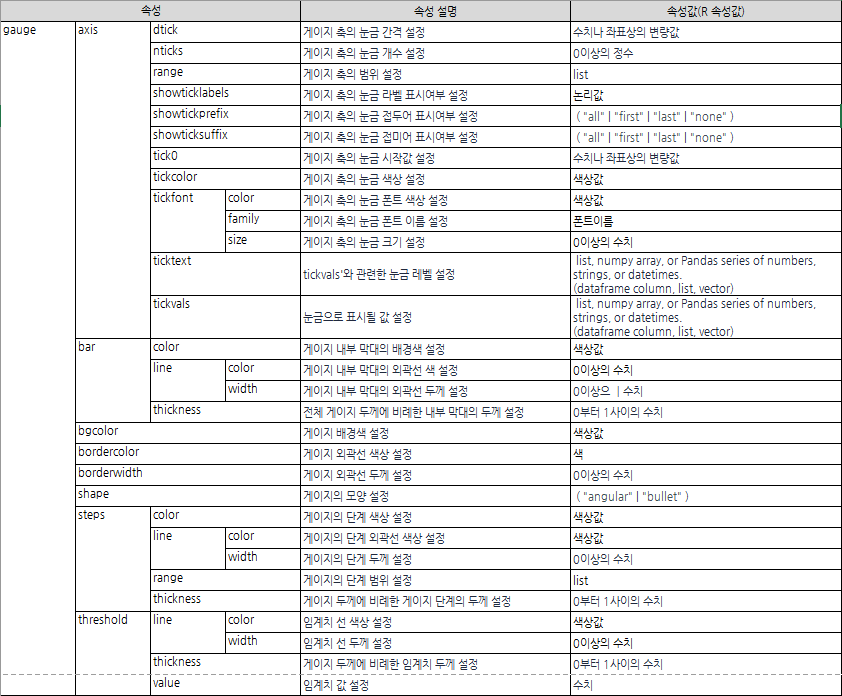 속성 속성 설명 속성값(R 속성값)
gauge axis dtick 게이지 축의 눈금 간격 설정 수치나 좌표상의 변량값
nticks 게이지 축의 눈금 개수 설정 0이상의 정수
range 게이지 축의 범위 설정 list
showticklabels 게이지 축의 눈금 라벨 표시여부 설정 논리값
showtickprefix 게이지 축의 눈금 접두어 표시여부 설정 ( "all" | "first" | "last" | "none" )
showticksuffix 게이지 축의 눈금 접미어 표시여부 설정 ( "all" | "first" | "last" | "none" )
tick0 게이지 축의 눈금 시작값 설정 수치나 좌표상의 변량값
tickcolor 게이지 축의 눈금 색상 설정 색상값
tickfont color 게이지 축의 눈금 폰트 색상 설정 색상값
family 게이지 축의 눈금 폰트 이름 설정 폰트이름
size 게이지 축의 눈금 크기 설정 0이상의 수치
ticktext tickvals'와 관련한 눈금 레벨 설정 list, numpy array, or Pandas series of numbers,
strings, or datetimes.
(dataframe column, list, vector)
tickvals 눈금으로 표시될 값 설정 list, numpy array, or Pandas series of numbers,
strings, or datetimes.
(dataframe column, list, vector)
bar color 게이지 내부 막대의 배경색 설정 색상값
line color 게이지 내부 막대의 외곽선 색 설정 0이상의 수치
width 게이지 내부 막대의 외곽선 두께 설정 0이상으ㅣ수치
thickness 전체 게이지 두께에 비례한 내부 막대의 두께 설정 0부터 1사이의 수치
bgcolor 게이지 배경색 설정 색상값
bordercolor 게이지 외곽선 색상 설정 색
borderwidth 게이지 외곽선 두께 설정 0이상의 수치
shape 게이지의 모양 설정 ( "angular" | "bullet" )
steps color 게이지의 단계 색상 설정 색상값
line color 게이지의 단계 외곽선 색상 설정 색상값
width 게이지의 단게 두께 설정 0이상의 수치
range 게이지의 단계 범위 설정 list
thickness 게이지 두께에 비례한 게이지 단계의 두께 설정 0부터 1사이의 수치
threshold line color 임계치 선 색상 설정 색상값
width 임계치 선 두께 설정 0이상의 수치
thickness 게이지 두께에 비례한 임계치 두께 설정 0부터 1사이의 수치
value 임계치 값 설정 수치